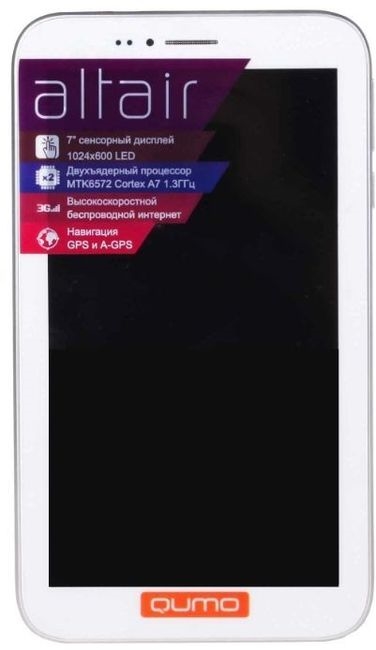 altair
7" сенсорный дисплей
1024x600 LED
x2
Двухъядерный процессор
MTK6572 Cortex A7 1.3ГГц
3G
Высокоскоростной
беспроводной интернет
Навигация
GPS и A-GPS
QUMO